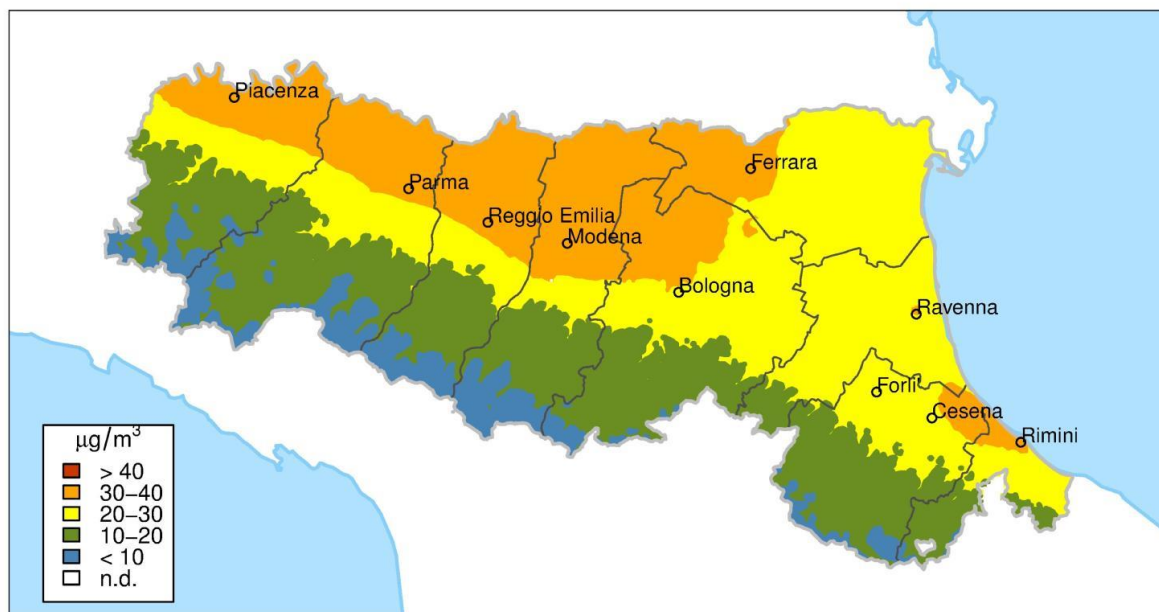 Piacenza
Ferrara
Parma
Reggio Emilia
Modena
Bologna
Ravenna
Forlì
Cesena
Rimini
μg/m³
> 40
30–40
20–30
10–20
< 10
n.d.